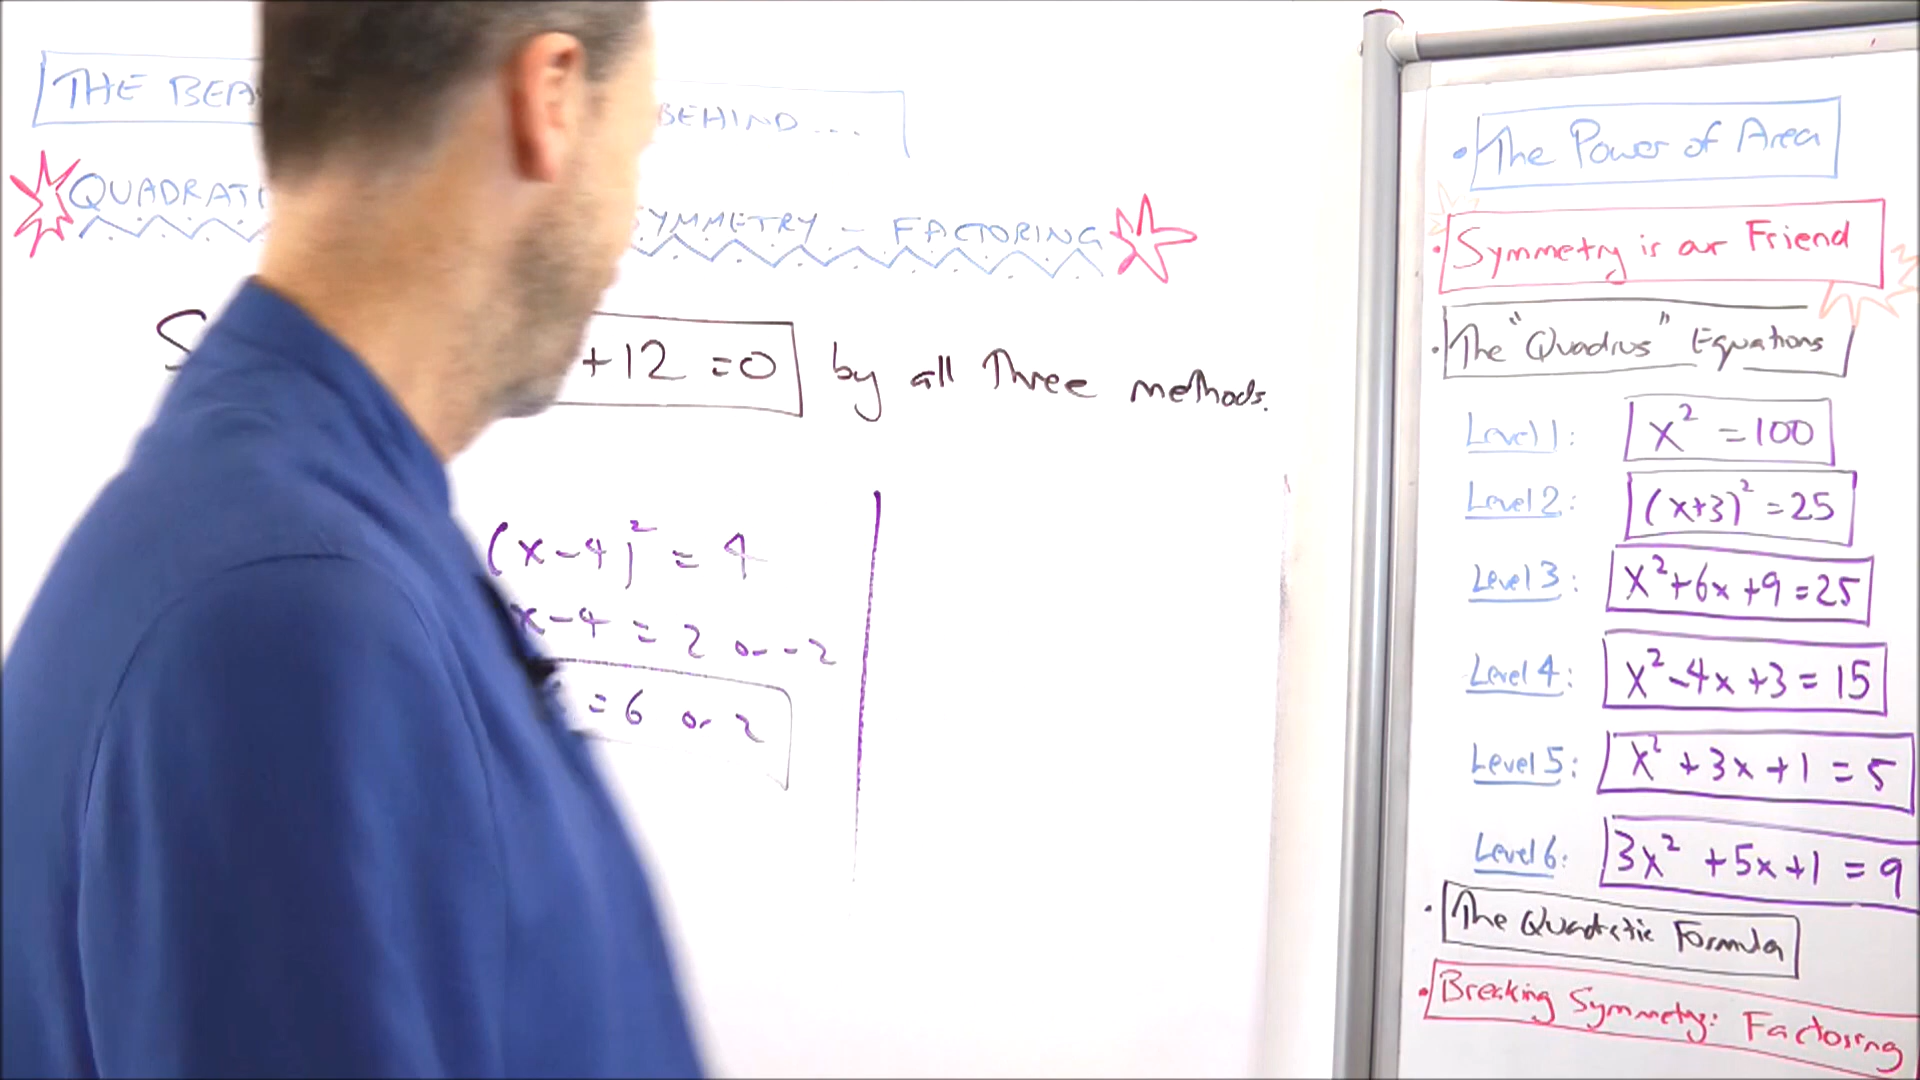 THE BEA
BEHIND...
QUADRATI
SYMMETRY - FACTORING
S
+12 =0 by all Three methods.
(x-4)² = 4
x-4 = 2 or -2
= 6 or 2
• The Power of Area
• Symmetry is our Friend
• The "Quadrus" Equations
Level 1: x² = 100
Level 2: (x+3)² = 25
Level 3: x²+6x+9=25
Level 4: x²-4x+3 = 15
Level 5: x²+3x+1 = 5
Level 6: 3x²+5x+1 = 9
• The Quadratic Formula
• Breaking Symmetry: Factoring